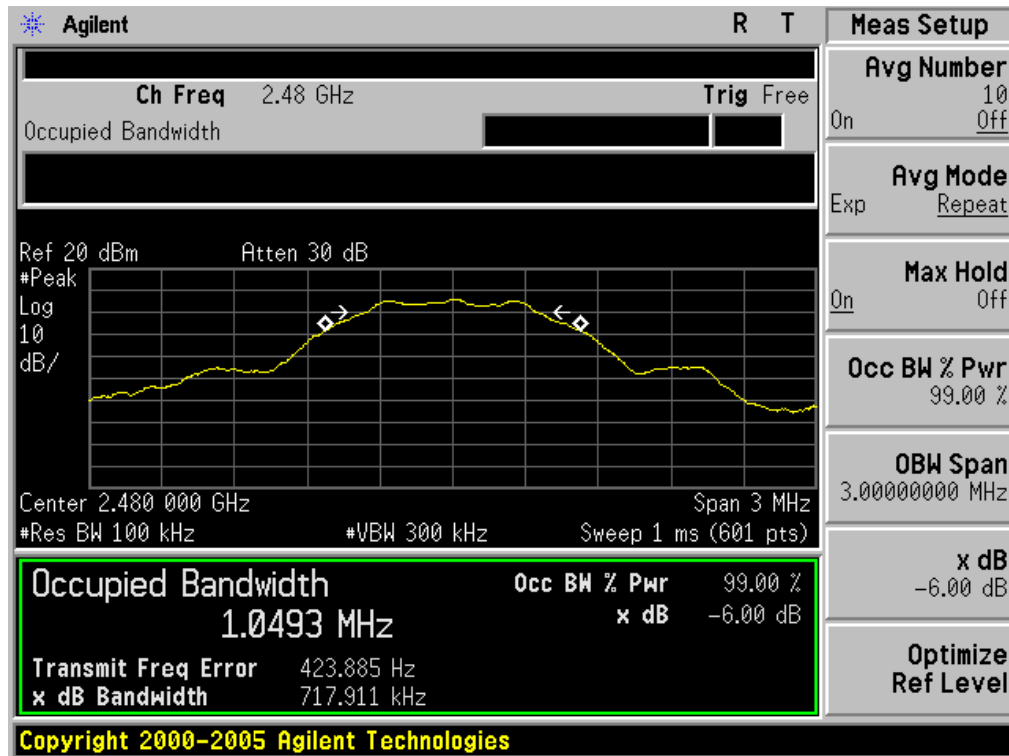 Agilent R T
Ch Freq 2.48 GHz Trig Free
Occupied Bandwidth
Ref 20 dBm Atten 30 dB
#Peak
Log
10
dB/
Center 2.480 000 GHz Span 3 MHz
#Res BW 100 kHz #VBW 300 kHz Sweep 1 ms (601 pts)
Occupied Bandwidth Occ BW % Pwr 99.00 %
1.0493 MHz x dB -6.00 dB
Transmit Freq Error 423.885 Hz
x dB Bandwidth 717.911 kHz
Copyright 2000-2005 Agilent Technologies
Meas Setup
Avg Number
10
On Off
Avg Mode
Exp Repeat
Max Hold
On Off
Occ BW % Pwr
99.00 %
OBW Span
3.00000000 MHz
x dB
-6.00 dB
Optimize
Ref Level